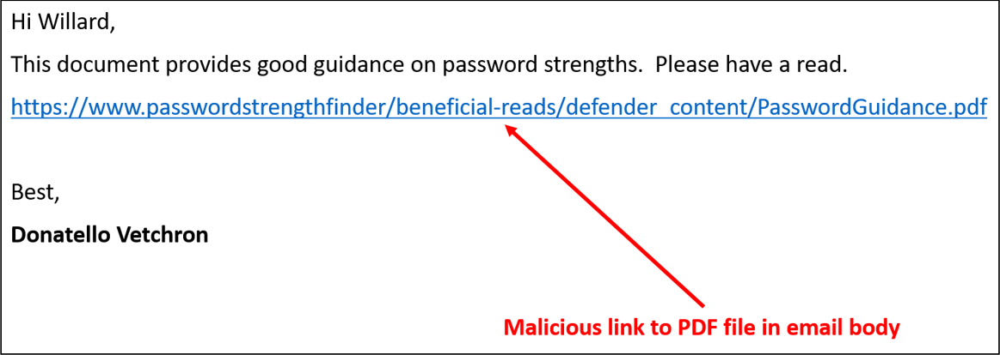 Hi Willard,
This document provides good guidance on password strengths.  Please have a read.
https://www.passwordstrengthfinder/beneficial-reads/defender_content/PasswordGuidance.pdf
Best,
Donatello Vetchron
Malicious link to PDF file in email body